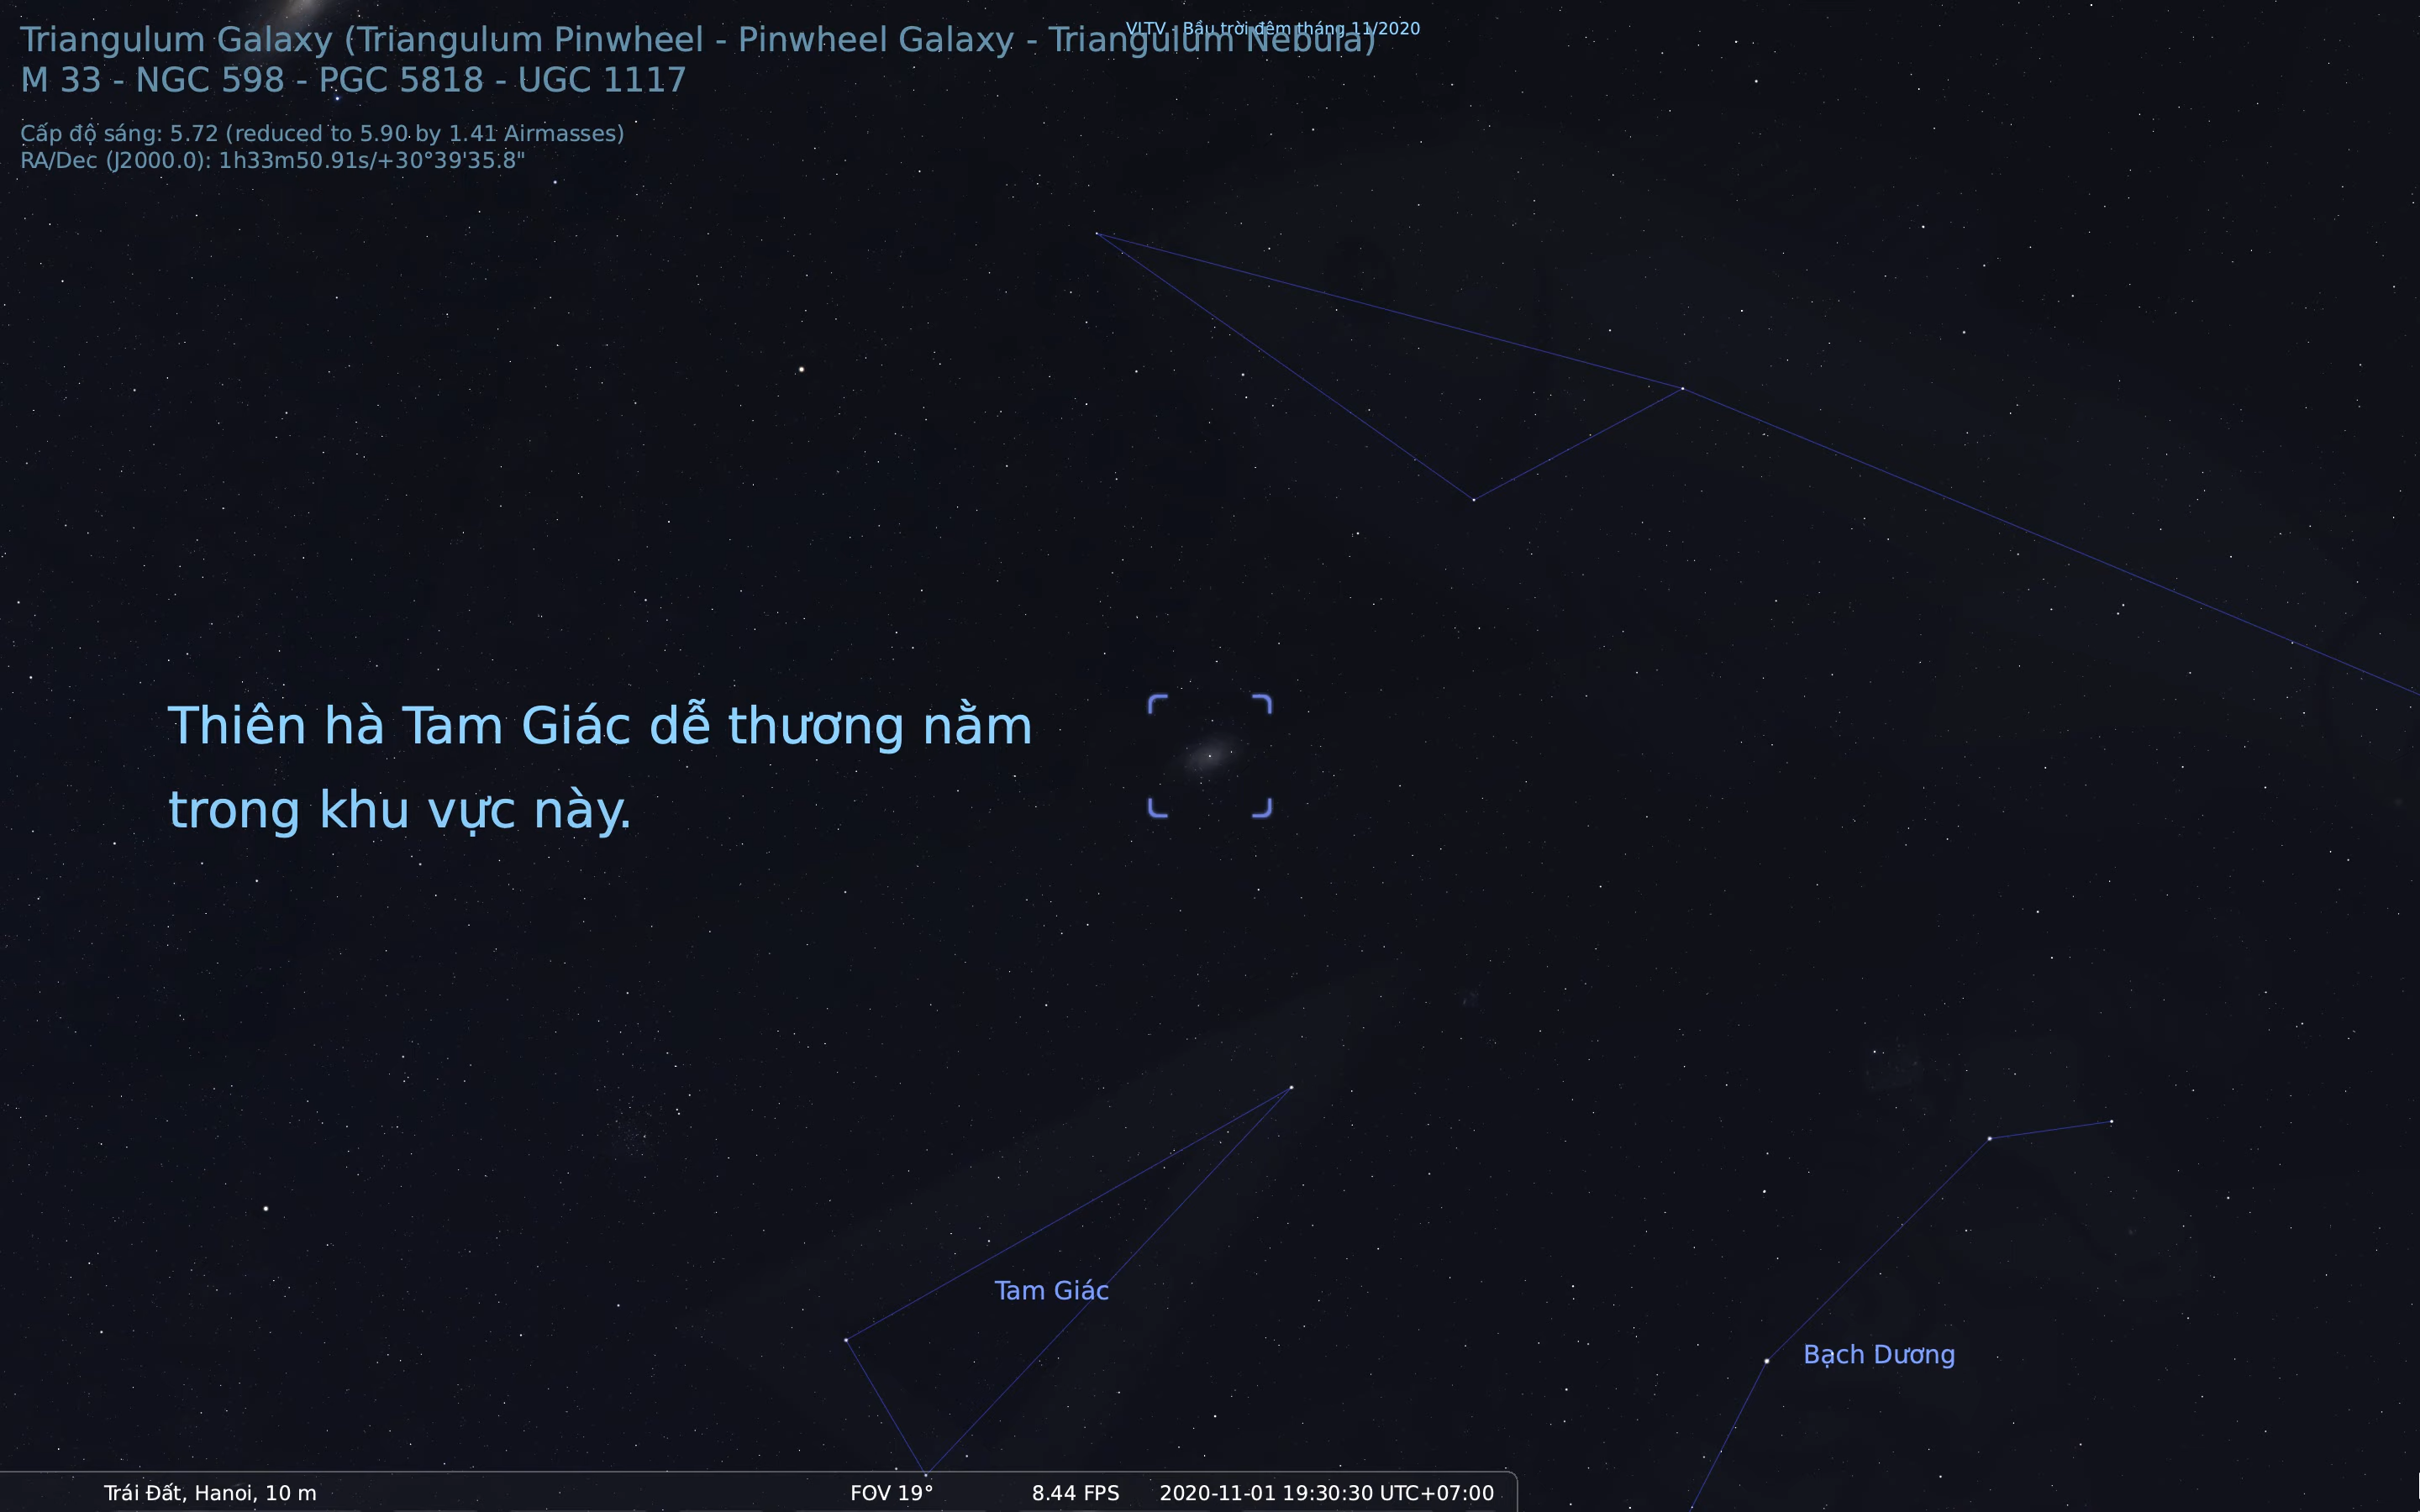 Triangulum Galaxy (Triangulum Pinwheel - Pinwheel Galaxy - Triangulum Nebula)
VITV - Bầu trời đêm tháng 11/2020
M 33 - NGC 598 - PGC 5818 - UGC 1117
Cấp độ sáng: 5.72 (reduced to 5.90 by 1.41 Airmasses)
RA/Dec (J2000.0): 1h33m50.91s/+30°39'35.8"
Thiên hà Tam Giác dễ thương nằm
trong khu vực này.
Tam Giác
Bạch Dương
Trái Đất, Hanoi, 10 m FOV 19° 8.44 FPS 2020-11-01 19:30:30 UTC+07:00